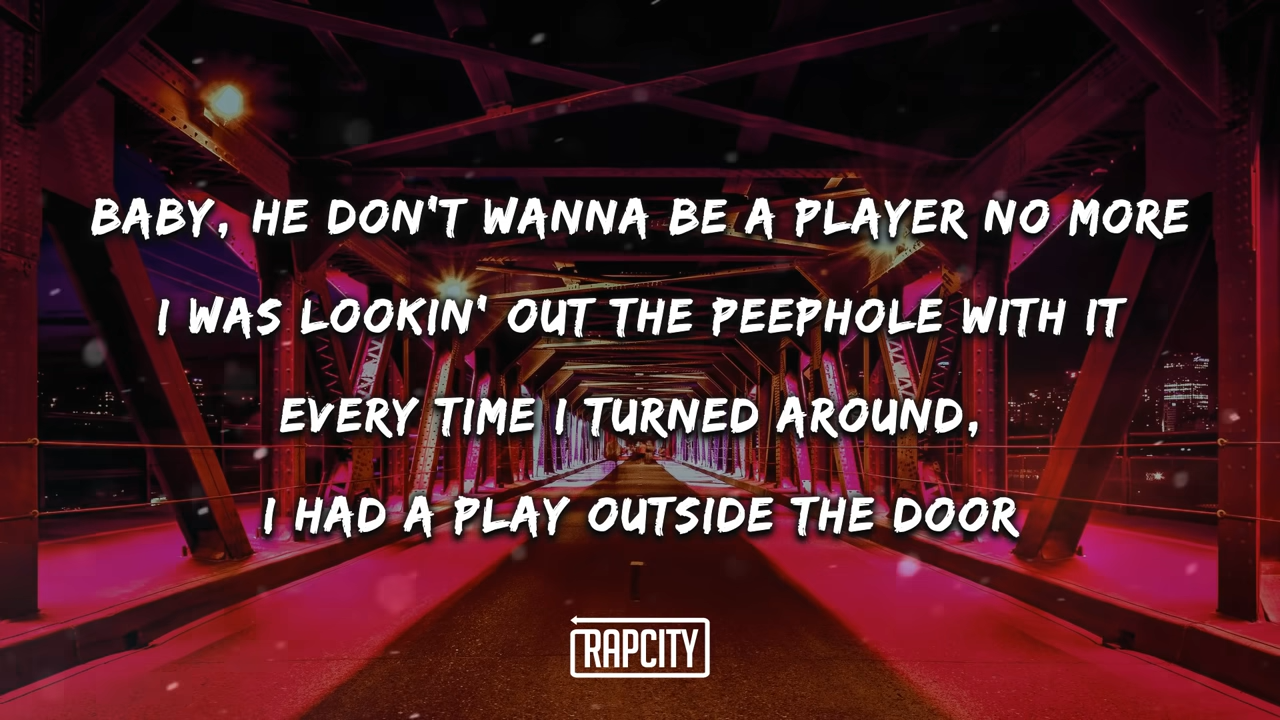 BABY, HE DON'T WANNA BE A PLAYER NO MORE
I WAS LOOKIN' OUT THE PEEPHOLE WITH IT
EVERY TIME I TURNED AROUND,
I HAD A PLAY OUTSIDE THE DOOR
RAPCITY